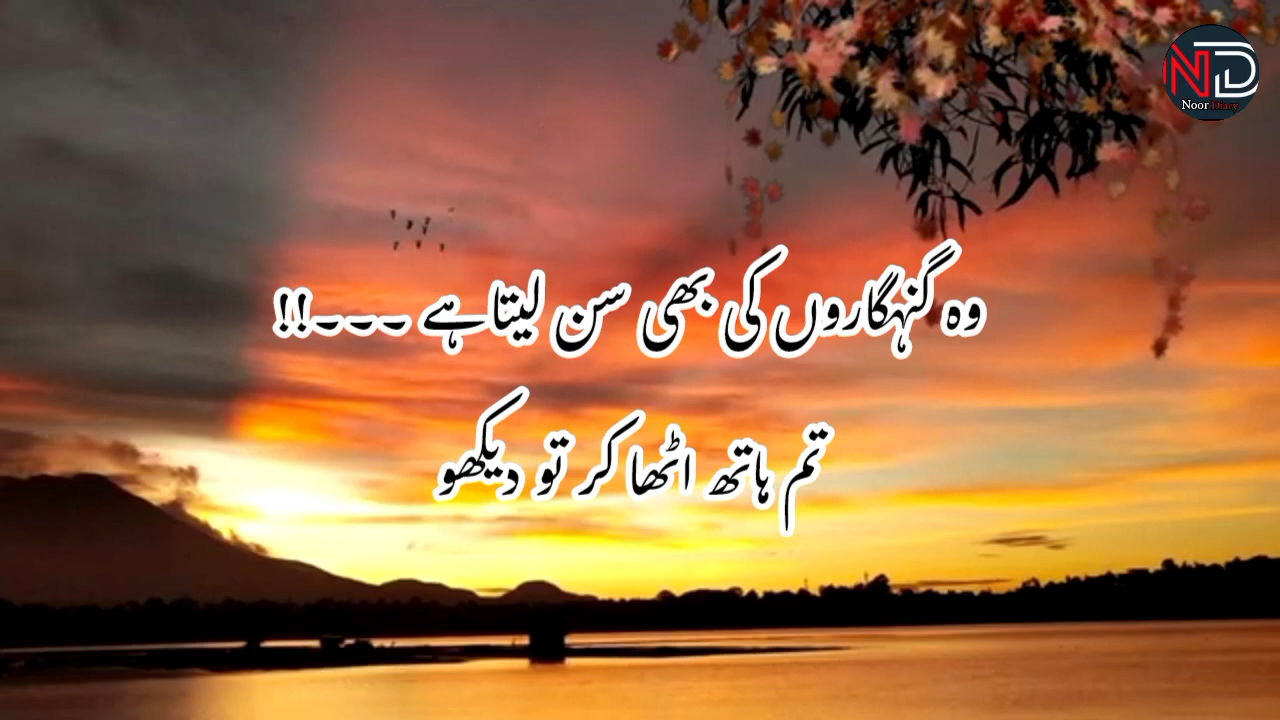 ND
Noor Diary
وہ گنہگاروں کی بھی سن لیتا ہے ۔۔۔!!
تم ہاتھ اٹھا کر تو دیکھو